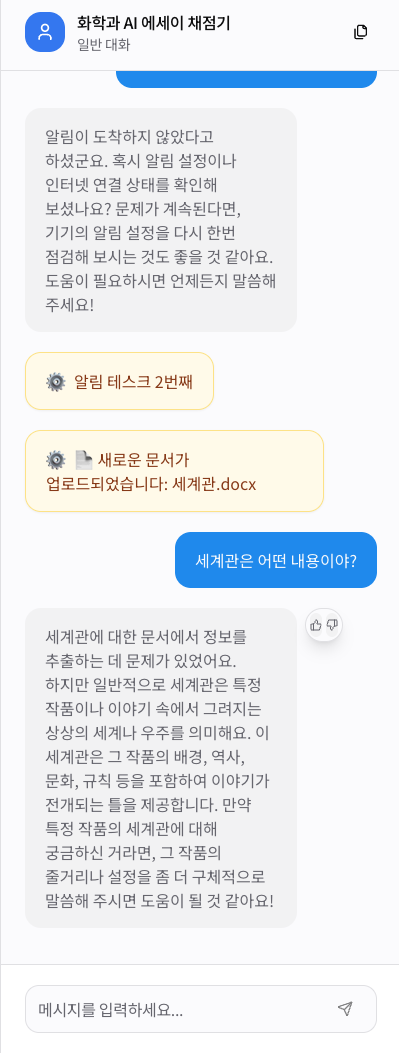 화학과 AI 에세이 채점기
일반 대화
알림이 도착하지 않았다고
하셨군요. 혹시 알림 설정이나
인터넷 연결 상태를 확인해
보셨나요? 문제가 계속된다면,
기기의 알림 설정을 다시 한번
점검해 보시는 것도 좋을 것 같아요.
도움이 필요하시면 언제든지 말씀해
주세요!
알림 테스크 2번째
새로운 문서가
업로드되었습니다: 세계관.docx
세계관은 어떤 내용이야?
세계관에 대한 문서에서 정보를
추출하는 데 문제가 있었어요.
하지만 일반적으로 세계관은 특정
작품이나 이야기 속에서 그려지는
상상의 세계나 우주를 의미해요. 이
세계관은 그 작품의 배경, 역사,
문화, 규칙 등을 포함하여 이야기가
전개되는 틀을 제공합니다. 만약
특정 작품의 세계관에 대해
궁금하신 거라면, 그 작품의
줄거리나 설정을 좀 더 구체적으로
말씀해 주시면 도움이 될 것 같아요!
메시지를 입력하세요...